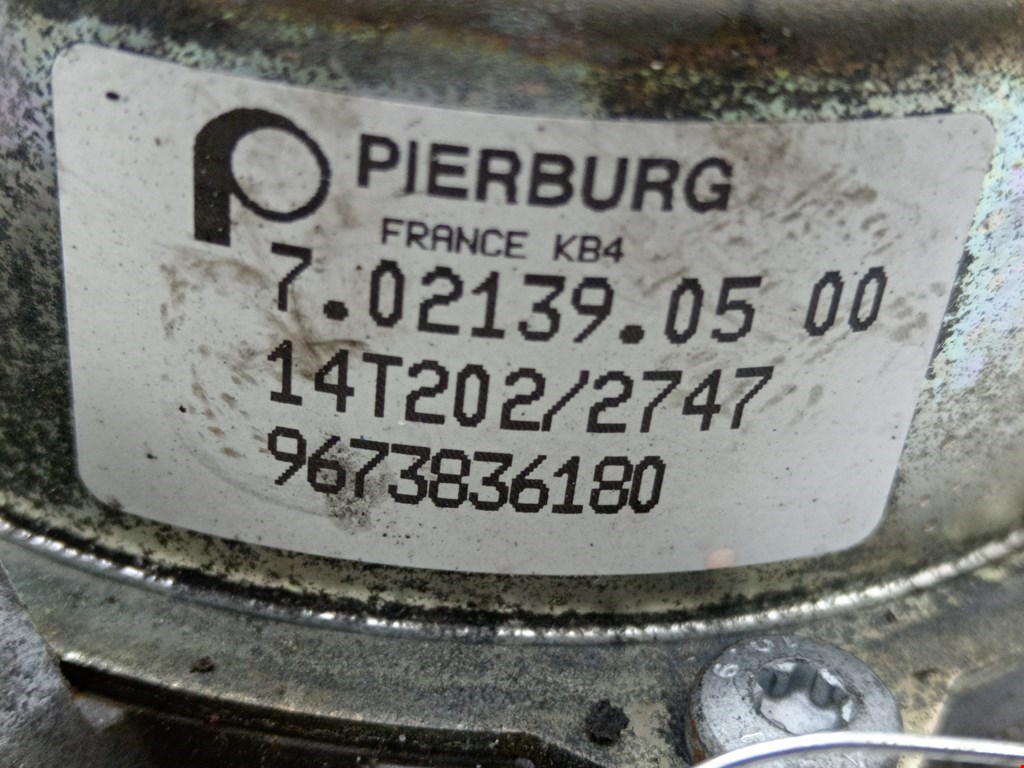 PIERBURG
FRANCE KB4
7.02139.05 00
14T202/2747
9673836180